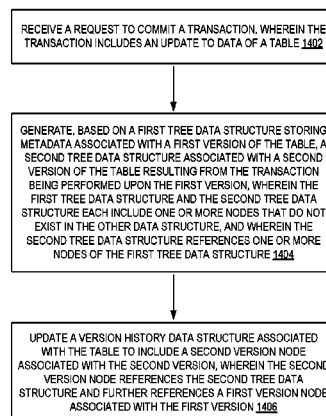 RECEIVE A REQUEST TO COMMIT A TRANSACTION, WHEREIN THE
TRANSACTION INCLUDES AN UPDATE TO DATA OF A TABLE 1402
GENERATE, BASED ON A FIRST TREE DATA STRUCTURE STORING
METADATA ASSOCIATED WITH A FIRST VERSION OF THE TABLE, A
SECOND TREE DATA STRUCTURE ASSOCIATED WITH A SECOND
VERSION OF THE TABLE RESULTING FROM THE TRANSACTION
BEING PERFORMED UPON THE FIRST VERSION, WHEREIN THE
FIRST TREE DATA STRUCTURE AND THE SECOND TREE DATA
STRUCTURE EACH INCLUDE ONE OR MORE NODES THAT DO NOT
EXIST IN THE OTHER DATA STRUCTURE, AND WHEREIN THE
SECOND TREE DATA STRUCTURE REFERENCES ONE OR MORE
NODES OF THE FIRST TREE DATA STRUCTURE 1404
UPDATE A VERSION HISTORY DATA STRUCTURE ASSOCIATED
WITH THE TABLE TO INCLUDE A SECOND VERSION NODE
ASSOCIATED WITH THE SECOND VERSION, WHEREIN THE SECOND
VERSION NODE REFERENCES THE SECOND TREE DATA
STRUCTURE AND FURTHER REFERENCES A FIRST VERSION NODE
ASSOCIATED WITH THE FIRST VERSION 1406